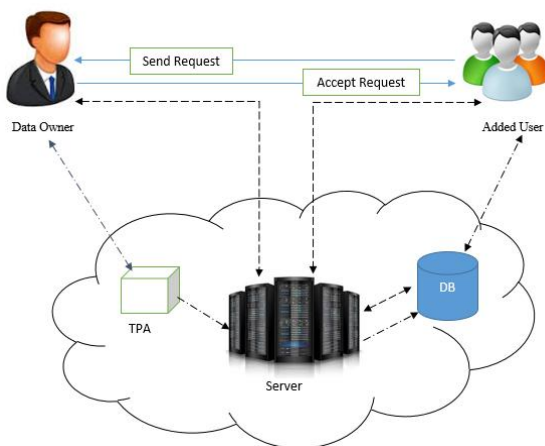 Send Request
Accept Request
Data Owner
Added User
TPA
DB
Server